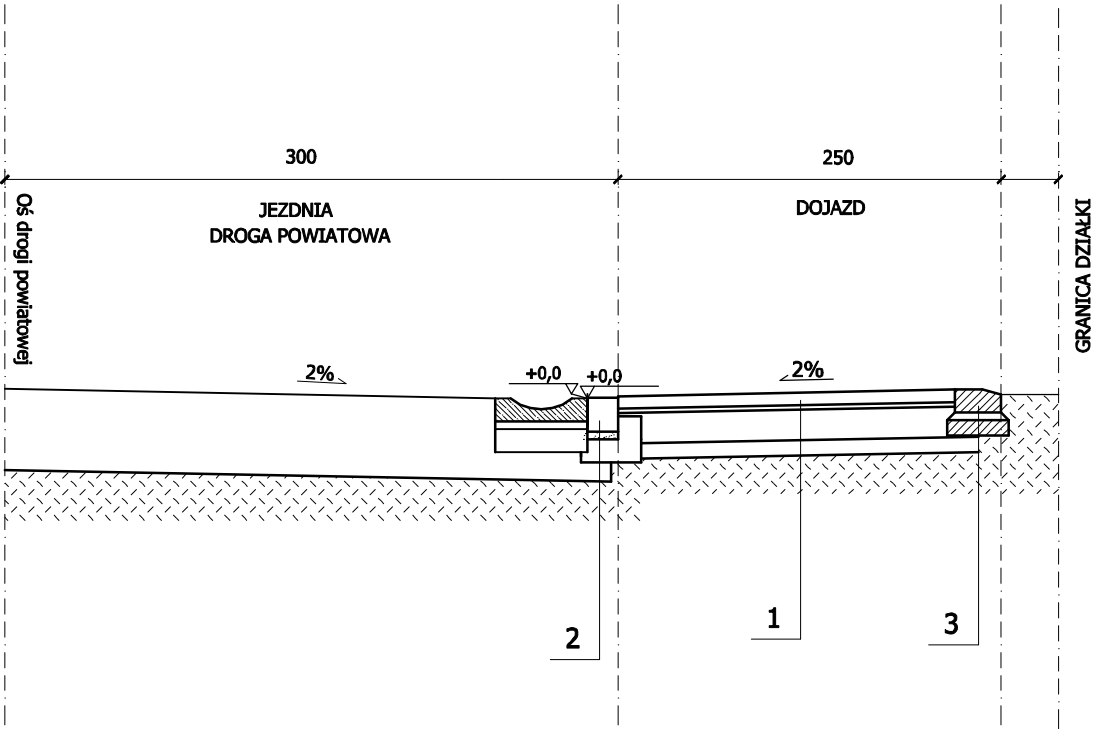 300
250
JEZDNIA
DROGA POWIATOWA
DOJAZD
Oś drogi powiatowej
GRANICA DZIAŁKI
2%
+0,0
+0,0
2%
1
2
3